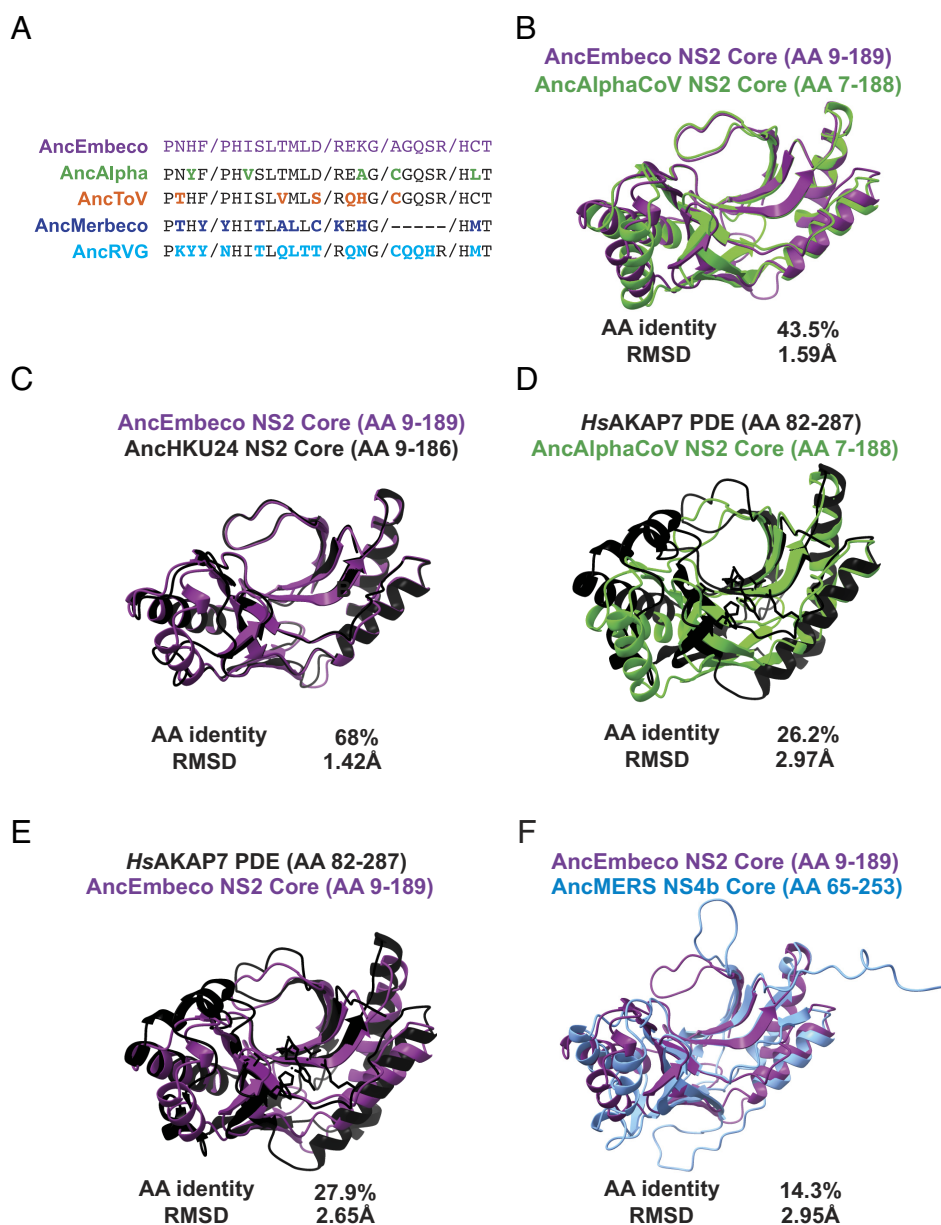 A
AncEmbeco PNHF/PHISLTMLD/REKG/AGQSR/HCT
AncAlpha PNYF/PHVSLTMLD/REAG/CGQSR/HLT
AncToV PTHF/PHISLVMLS/RQHG/CGQSR/HCT
AncMerbeco PTHY/YHITLALLC/KEHG/-----/HMT
AncRVG PKYY/NHITLQLTT/RQNG/CQQHR/HMT
B
AncEmbeco NS2 Core (AA 9-189)
AncAlphaCoV NS2 Core (AA 7-188)
AA identity 43.5%
RMSD 1.59Å
C
AncEmbeco NS2 Core (AA 9-189)
AncHKU24 NS2 Core (AA 9-186)
AA identity 68%
RMSD 1.42Å
D
HsAKAP7 PDE (AA 82-287)
AncAlphaCoV NS2 Core (AA 7-188)
AA identity 26.2%
RMSD 2.97Å
E
HsAKAP7 PDE (AA 82-287)
AncEmbeco NS2 Core (AA 9-189)
AA identity 27.9%
RMSD 2.65Å
F
AncEmbeco NS2 Core (AA 9-189)
AncMERS NS4b Core (AA 65-253)
AA identity 14.3%
RMSD 2.95Å